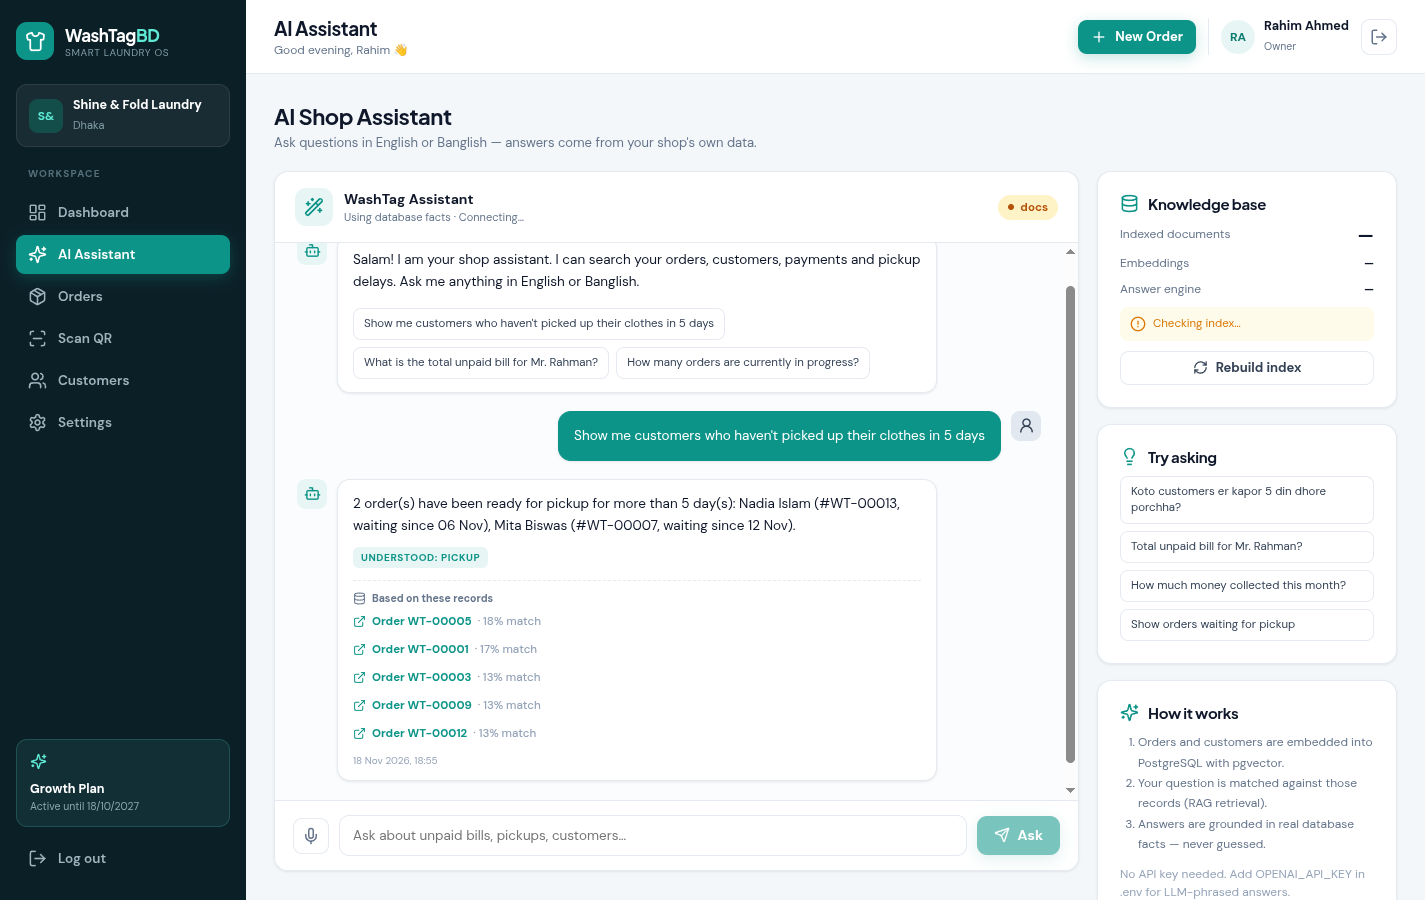 WashTagBD
SMART LAUNDRY OS
S&
Shine & Fold Laundry
Dhaka
WORKSPACE
Dashboard
AI Assistant
Orders
Scan QR
Customers
Settings
Growth Plan
Active until 18/10/2027
Log out
AI Assistant
Good evening, Rahim 👋
New Order
RA
Rahim Ahmed
Owner
AI Shop Assistant
Ask questions in English or Banglish — answers come from your shop's own data.
WashTag Assistant
Using database facts · Connecting...
docs
Salam! I am your shop assistant. I can search your orders, customers, payments and pickup
delays. Ask me anything in English or Banglish.
Show me customers who haven't picked up their clothes in 5 days
What is the total unpaid bill for Mr. Rahman?
How many orders are currently in progress?
Show me customers who haven't picked up their clothes in 5 days
2 order(s) have been ready for pickup for more than 5 day(s): Nadia Islam (#WT-00013,
waiting since 06 Nov), Mita Biswas (#WT-00007, waiting since 12 Nov).
UNDERSTOOD: PICKUP
Based on these records
Order WT-00005 · 18% match
Order WT-00001 · 17% match
Order WT-00003 · 13% match
Order WT-00009 · 13% match
Order WT-00012 · 13% match
18 Nov 2026, 18:55
Ask about unpaid bills, pickups, customers...
Ask
Knowledge base
Indexed documents —
Embeddings —
Answer engine —
Checking index...
Rebuild index
Try asking
Koto customers er kapor 5 din dhore
porchha?
Total unpaid bill for Mr. Rahman?
How much money collected this month?
Show orders waiting for pickup
How it works
1. Orders and customers are embedded into
PostgreSQL with pgvector.
2. Your question is matched against those
records (RAG retrieval).
3. Answers are grounded in real database
facts — never guessed.
No API key needed. Add OPENAI_API_KEY in
.env for LLM-phrased answers.